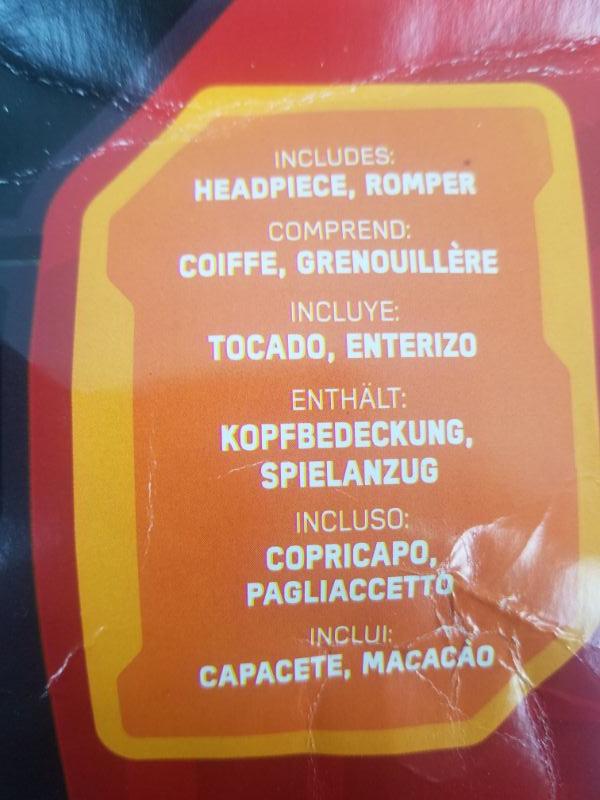 INCLUDES:
HEADPIECE, ROMPER
COMPREND:
COIFFE, GRENOUILLÈRE
INCLUYE:
TOCADO, ENTERIZO
ENTHÄLT:
KOPFBEDECKUNG,
SPIELANZUG
INCLUSO:
COPRICAPO,
PAGLIACCETTO
INCLUI:
CAPACETE, MACACÃO